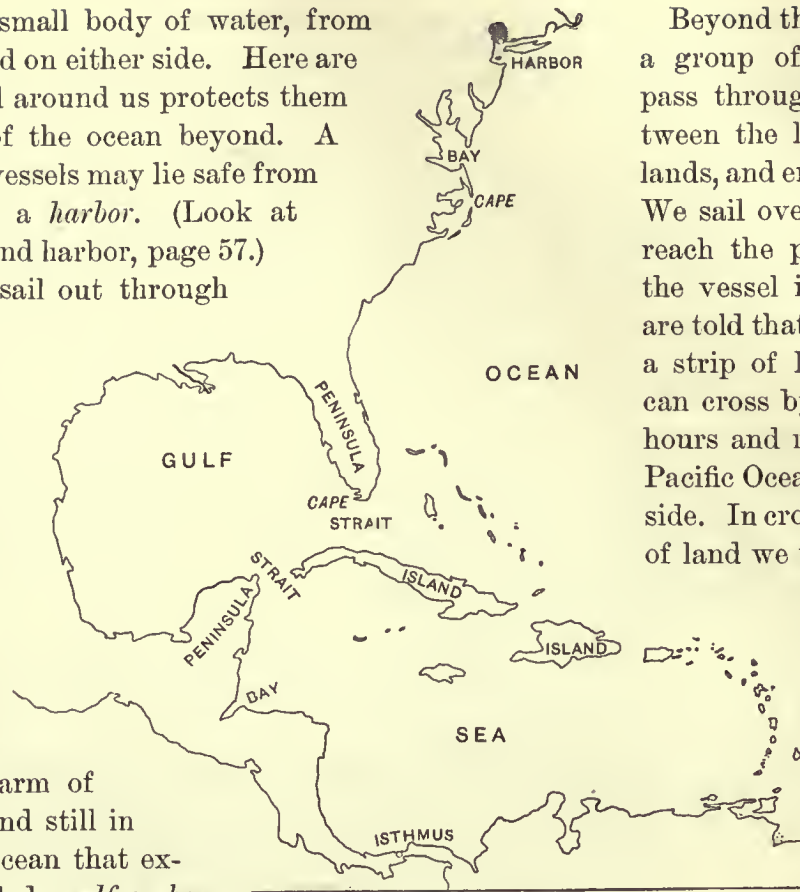 small body of water, from
d on either side. Here are
l around us protects them
of the ocean beyond. A
vessels may lie safe from
a harbor. (Look at
nd harbor, page 57.)
sail out through
HARBOR
BAY
CAPE
OCEAN
PENINSULA
GULF
CAPE
STRAIT
STRAIT
ISLAND
PENINSULA
ISLAND
BAY
SEA
ISTHMUS
arm of
nd still in
cean that ex-
Beyond th
a group of
pass throug
tween the l
lands, and en
We sail ove
reach the p
the vessel i
are told that
a strip of l
can cross b
hours and r
Pacific Ocea
side. In cro
of land we